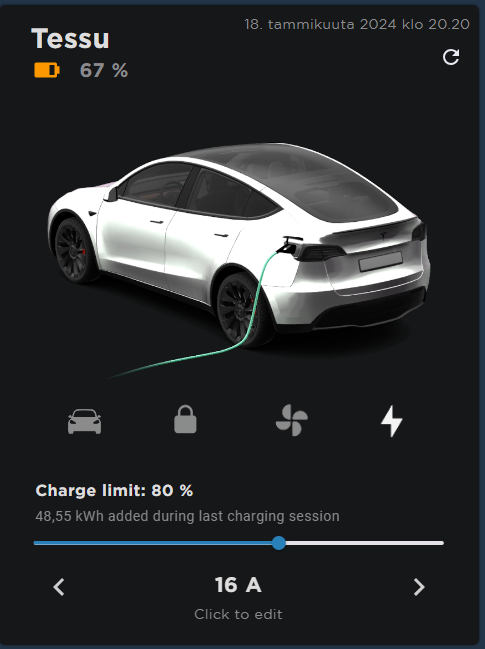 18. tammikuuta 2024 klo 20.20
Tessu
67 %
Charge limit: 80 %
48,55 kWh added during last charging session
16 A
Click to edit